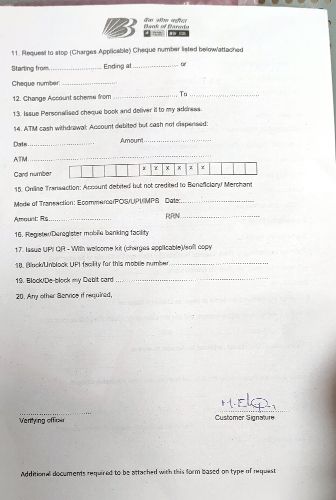 बैंक ऑफ़ बड़ौदा
Bank of Baroda
11. Request to stop (Charges Applicable) Cheque number listed below/attached
Starting from........................ Ending at ..................... or
Cheque number: ........................
12. Change Account scheme from ............................ To ............................
13. Issue Personalised cheque book and deliver it to my address.
14. ATM cash withdrawal: Account debited but cash not dispensed:
Date............................ Amount............................
ATM ........................................................................
Card number X X X X X X
15. Online Transaction: Account debited but not credited to Beneficiary/ Merchant
Mode of Transaction: Ecommerce/POS/UPI/IMPS Date:............................
Amount: Rs............................ RRN............................
16. Register/Deregister mobile banking facility
17. Issue UPI QR - With welcome kit (charges applicable)/soft copy
18. Block/Unblock UPI facility for this mobile number............................
19. Block/De-block my Debit card ............................
20. Any other Service if required,
Verifying officer
Customer Signature
Additional documents required to be attached with this form based on type of request